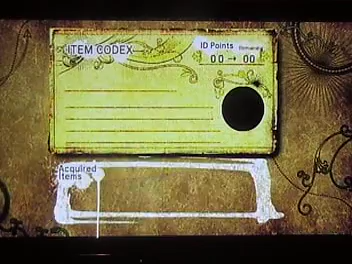 ITEM CODEX
ID Points
00 → 00
Acquired
Items